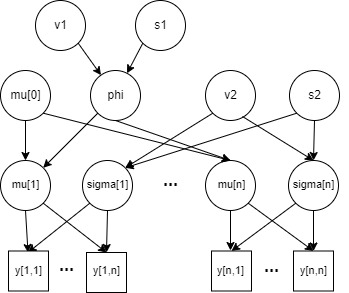 v1 s1
mu[0] phi v2 s2
mu[1] sigma[1] ... mu[n] sigma[n]
y[1,1] ... y[1,n] y[n,1] ... y[n,n]